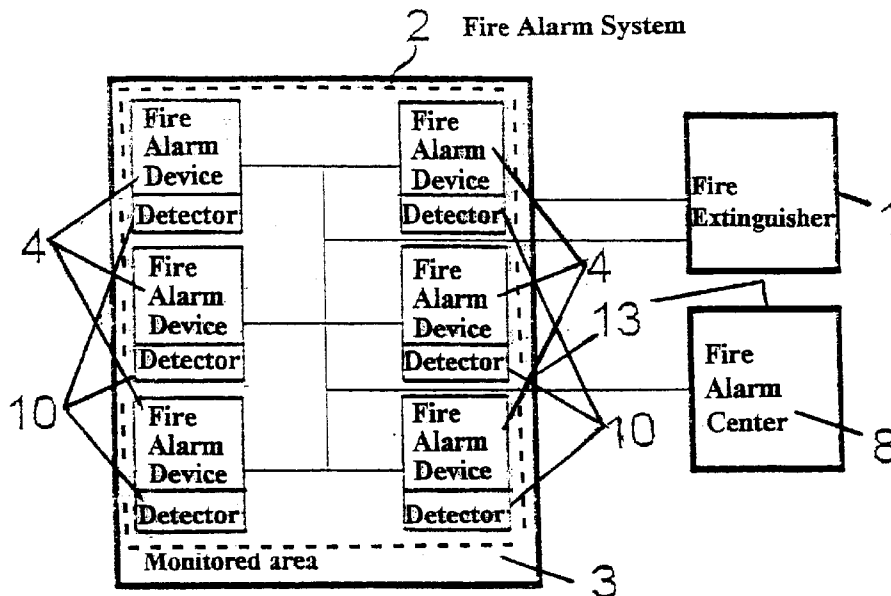 2 Fire Alarm System
Fire
Alarm
Device
Detector
Fire
Alarm
Device
Detector
Fire
Alarm
Device
Detector
Fire
Alarm
Device
Detector
Fire
Alarm
Device
Detector
Fire
Alarm
Device
Detector
Monitored area
4
10
4
13
10
3
Fire
Extinguisher
1
Fire
Alarm
Center
8